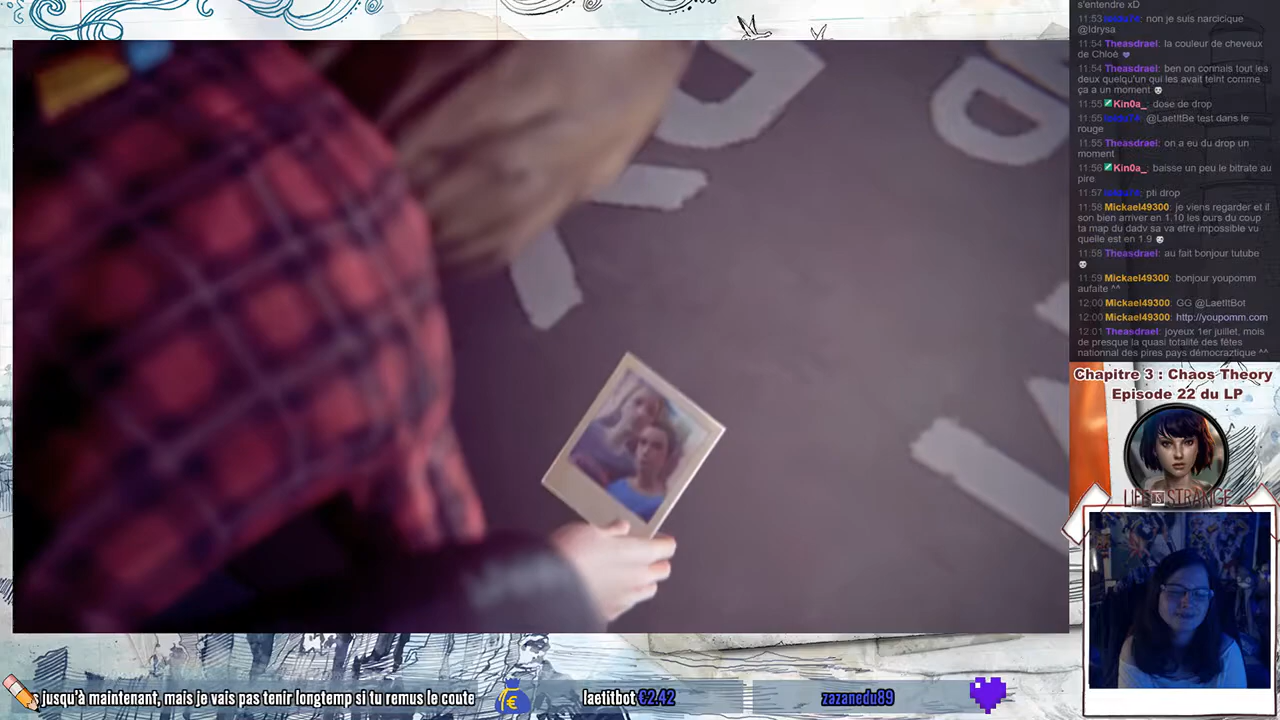 s'entendre xD
11:53 non je suis narcicique
@Idrysa
11:54 Theasdrael: la couleur de cheveux
de Chloé
11:54 Theasdrael: ben on connais tout les
deux quelqu'un qui les avait teint comme
ça a un moment
11:55 Kin0a_: dose de drop
11:55 @LaetItBe test dans le
rouge
11:55 Theasdrael: on a eu du drop un
moment
11:56 Kin0a_: baisse un peu le bitrate au
pire
11:57 pti drop
11:58 Mickael49300: je viens regarder et il
son bien arriver en 1.10 les ours du coup
ta map du dadv sa va etre impossible vu
quelle est en 1.9
11:58 Theasdrael: au fait bonjour tutube
11:59 Mickael49300: bonjour youpomm
aufaite ^^
12:00 Mickael49300: GG @LaetItBot
12:00 Mickael49300: http://youpomm.com
12:01 Theasdrael: joyeux 1er juillet, mois
de presque la quasi totalité des fêtes
nationnal des pires pays démocraztique ^^
Chapitre 3 : Chaos Theory
Episode 22 du LP
LIFE IS STRANGE
jusqu'à maintenant, mais je vais pas tenir longtemp si tu remus le coute
laetitbot €2.42
zazanedu89